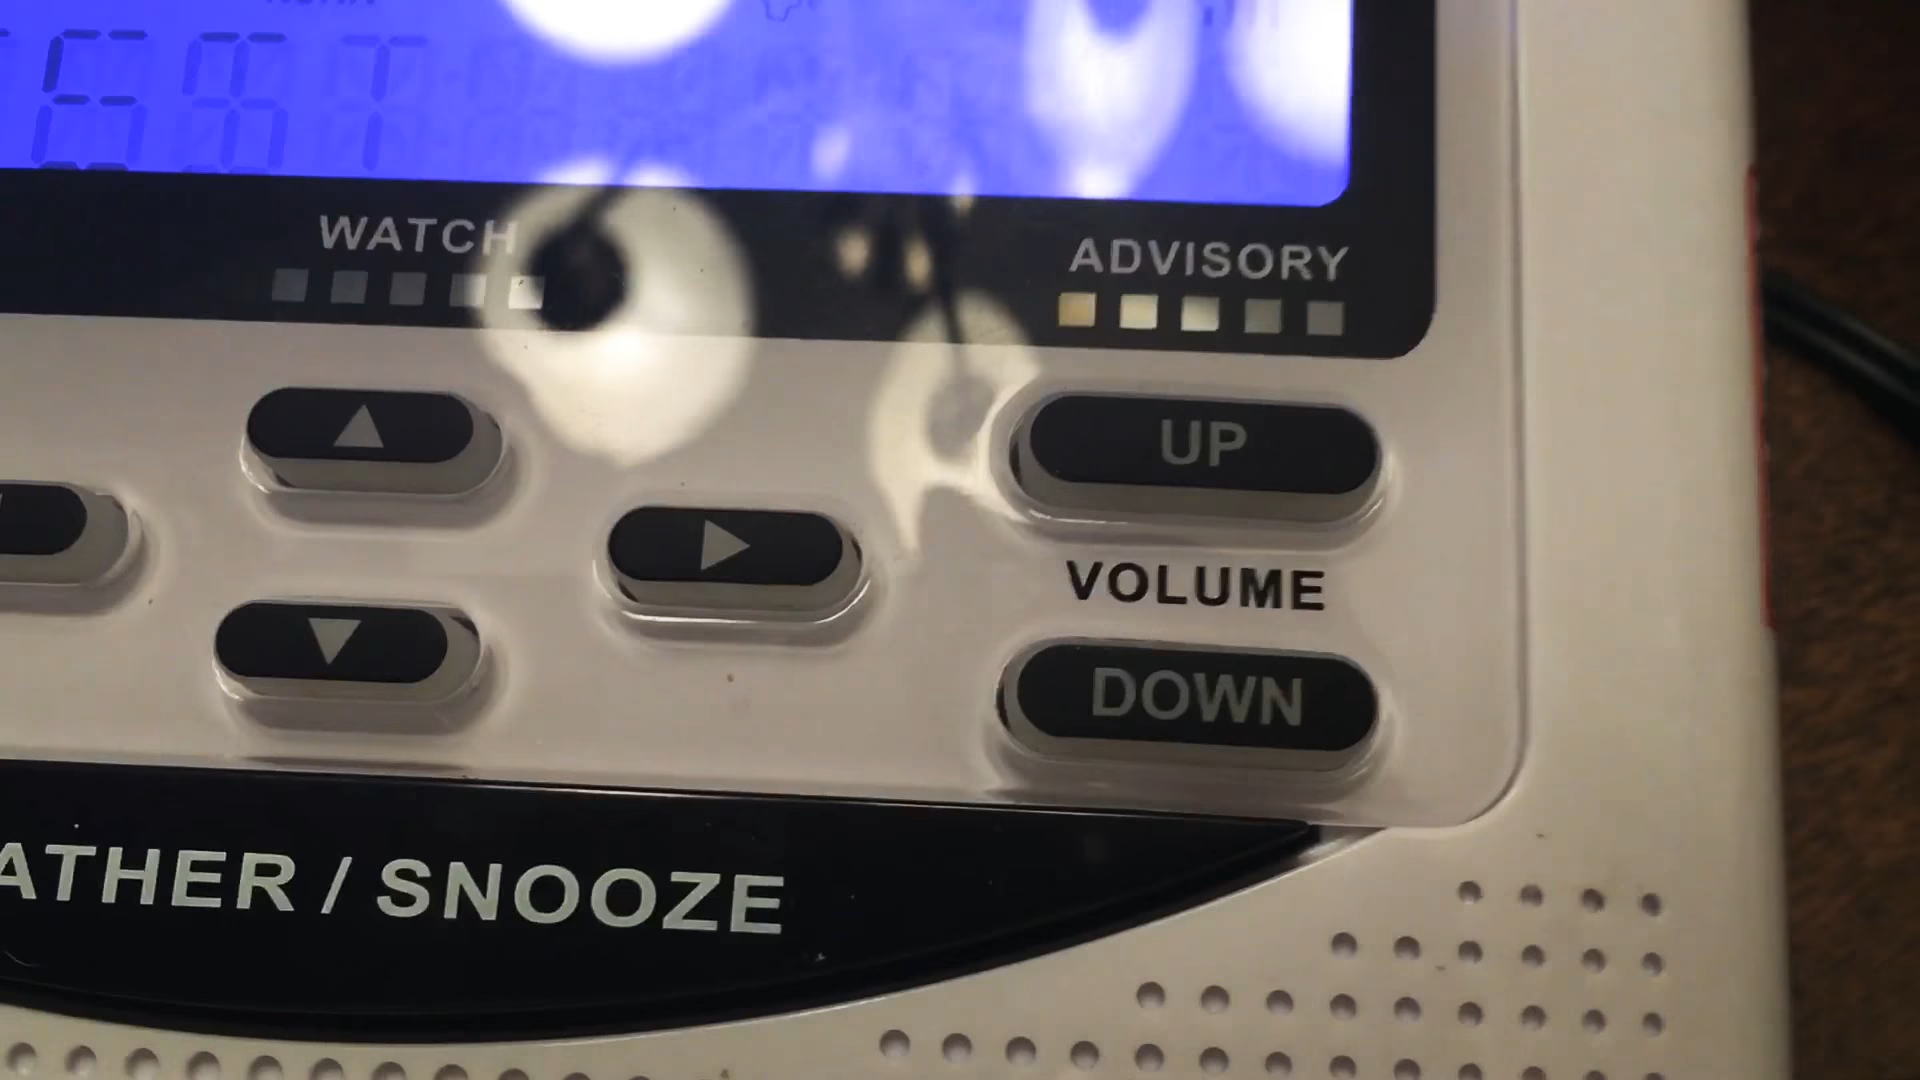 WATCH
ADVISORY
UP
VOLUME
DOWN
ATHER / SNOOZE